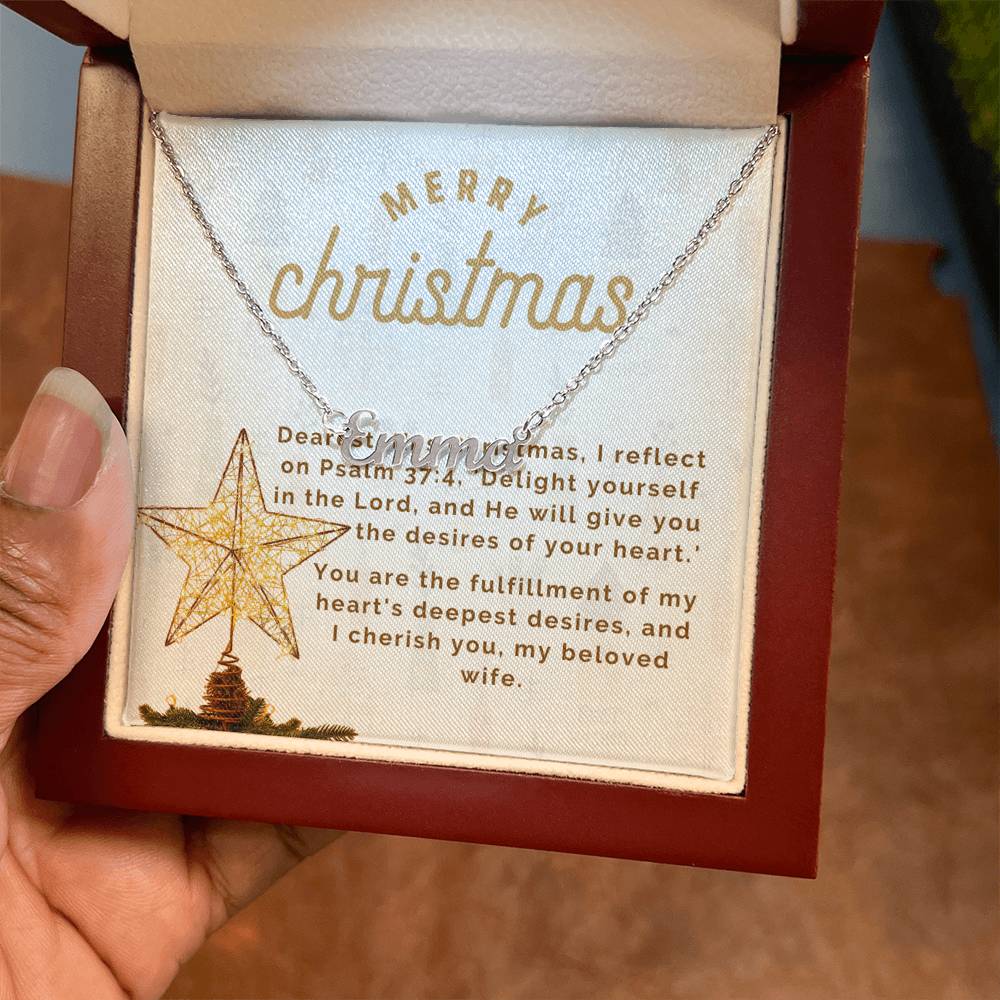 MERRY
christmas
Emma
Dearest
tmas, I reflect
on Psalm 37:4, 'Delight yourself
in the Lord, and He will give you
the desires of your heart.'
You are the fulfillment of my
heart's deepest desires, and
I cherish you, my beloved
wife.